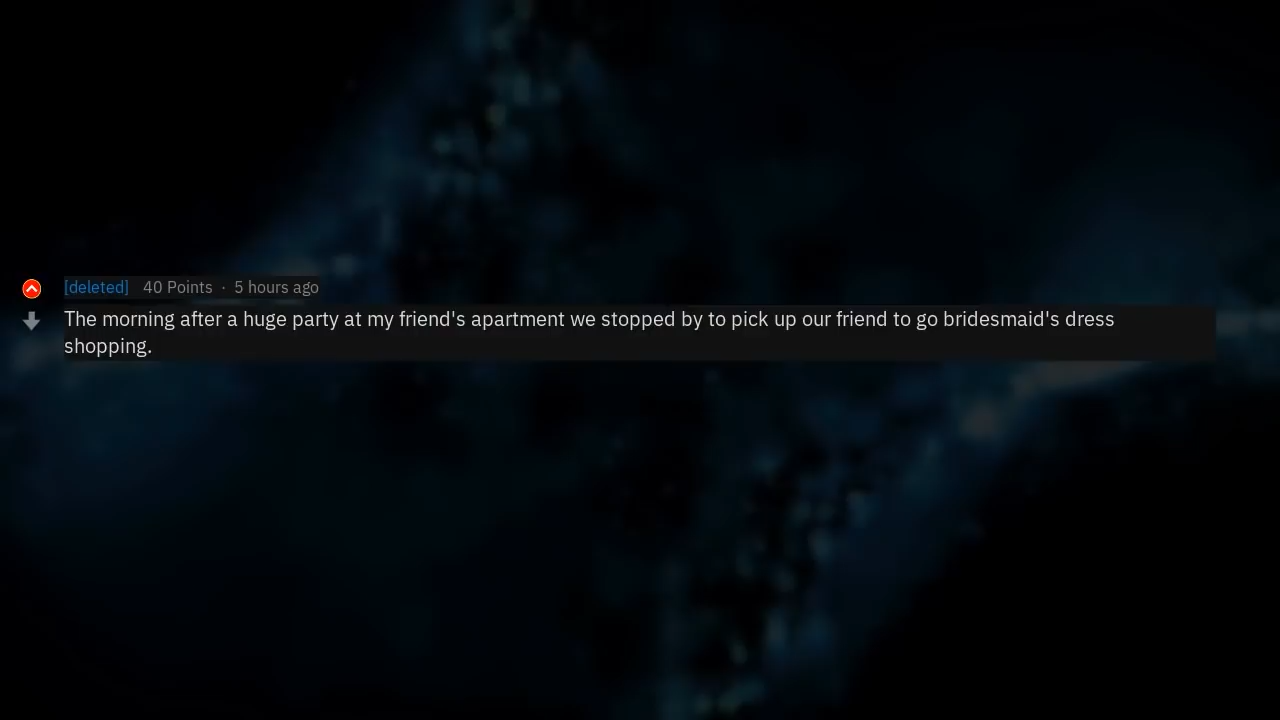 [deleted] 40 Points · 5 hours ago
The morning after a huge party at my friend's apartment we stopped by to pick up our friend to go bridesmaid's dress
shopping.